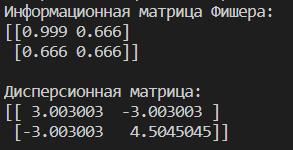 Информационная матрица Фишера:
[[0.999 0.666]
 [0.666 0.666]]

Дисперсионная матрица:
[[ 3.003003  -3.003003 ]
 [-3.003003   4.5045045]]